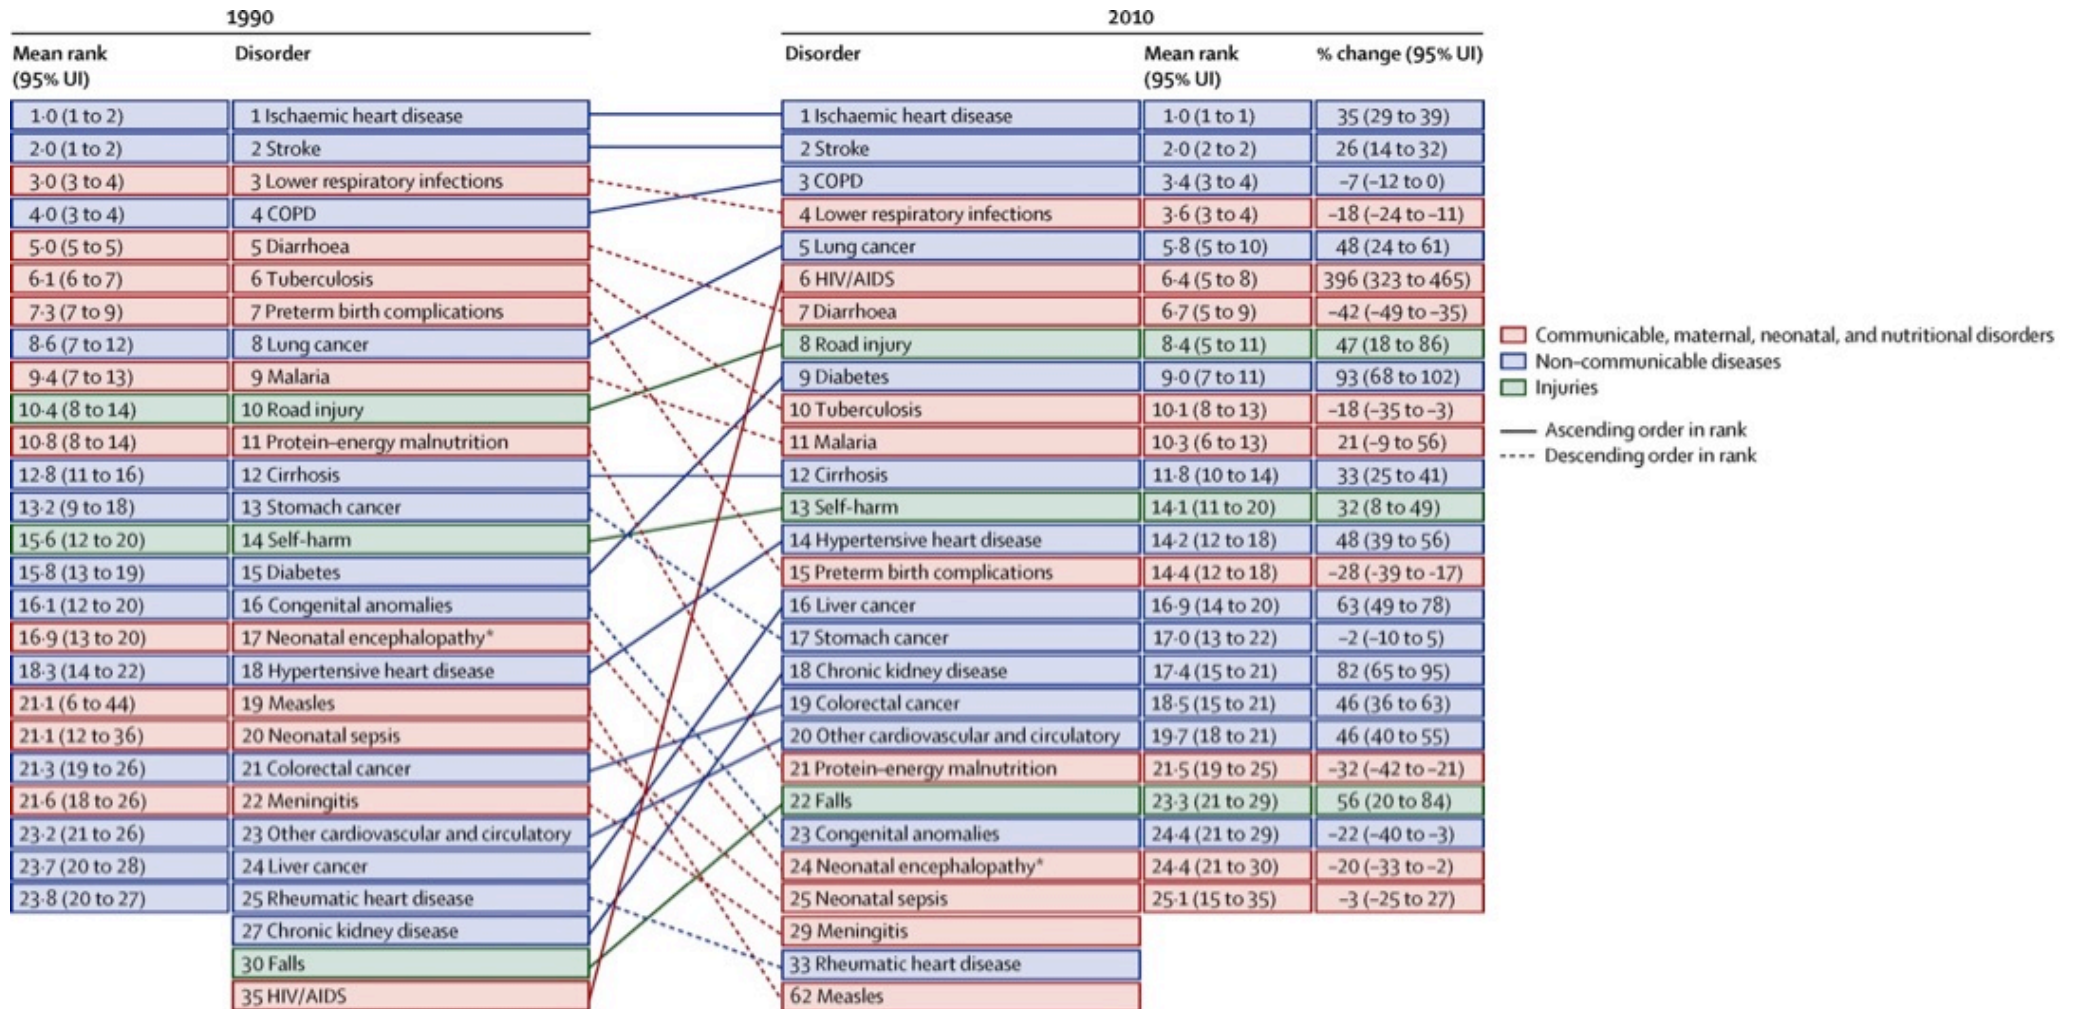 1990
2010
Mean rank (95% UI) Disorder
Disorder Mean rank (95% UI) % change (95% UI)
1·0 (1 to 2) 1 Ischaemic heart disease 1 Ischaemic heart disease 1·0 (1 to 1) 35 (29 to 39)
2·0 (1 to 2) 2 Stroke 2 Stroke 2·0 (2 to 2) 26 (14 to 32)
3·0 (3 to 4) 3 Lower respiratory infections 3 COPD 3·4 (3 to 4) –7 (–12 to 0)
4·0 (3 to 4) 4 COPD 4 Lower respiratory infections 3·6 (3 to 4) –18 (–24 to –11)
5·0 (5 to 5) 5 Diarrhoea 5 Lung cancer 5·8 (5 to 10) 48 (24 to 61)
6·1 (6 to 7) 6 Tuberculosis 6 HIV/AIDS 6·4 (5 to 8) 396 (323 to 465)
7·3 (7 to 9) 7 Preterm birth complications 7 Diarrhoea 6·7 (5 to 9) –42 (–49 to –35)
8·6 (7 to 12) 8 Lung cancer 8 Road injury 8·4 (5 to 11) 47 (18 to 86)
9·4 (7 to 13) 9 Malaria 9 Diabetes 9·0 (7 to 11) 93 (68 to 102)
10·4 (8 to 14) 10 Road injury 10 Tuberculosis 10·1 (8 to 13) –18 (–35 to –3)
10·8 (8 to 14) 11 Protein–energy malnutrition 11 Malaria 10·3 (6 to 13) 21 (–9 to 56)
12·8 (11 to 16) 12 Cirrhosis 12 Cirrhosis 11·8 (10 to 14) 33 (25 to 41)
13·2 (9 to 18) 13 Stomach cancer 13 Self-harm 14·1 (11 to 20) 32 (8 to 49)
15·6 (12 to 20) 14 Self-harm 14 Hypertensive heart disease 14·2 (12 to 18) 48 (39 to 56)
15·8 (13 to 19) 15 Diabetes 15 Preterm birth complications 14·4 (12 to 18) –28 (-39 to -17)
16·1 (12 to 20) 16 Congenital anomalies 16 Liver cancer 16·9 (14 to 20) 63 (49 to 78)
16·9 (13 to 20) 17 Neonatal encephalopathy* 17 Stomach cancer 17·0 (13 to 22) –2 (–10 to 5)
18·3 (14 to 22) 18 Hypertensive heart disease 18 Chronic kidney disease 17·4 (15 to 21) 82 (65 to 95)
21·1 (6 to 44) 19 Measles 19 Colorectal cancer 18·5 (15 to 21) 46 (36 to 63)
21·1 (12 to 36) 20 Neonatal sepsis 20 Other cardiovascular and circulatory 19·7 (18 to 21) 46 (40 to 55)
21·3 (19 to 26) 21 Colorectal cancer 21 Protein–energy malnutrition 21·5 (19 to 25) –32 (–42 to –21)
21·6 (18 to 26) 22 Meningitis 22 Falls 23·3 (21 to 29) 56 (20 to 84)
23·2 (21 to 26) 23 Other cardiovascular and circulatory 23 Congenital anomalies 24·4 (21 to 29) –22 (–40 to –3)
23·7 (20 to 28) 24 Liver cancer 24 Neonatal encephalopathy* 24·4 (21 to 30) –20 (–33 to –2)
23·8 (20 to 27) 25 Rheumatic heart disease 25 Neonatal sepsis 25·1 (15 to 35) –3 (–25 to 27)
27 Chronic kidney disease 29 Meningitis
30 Falls 33 Rheumatic heart disease
35 HIV/AIDS 62 Measles
Communicable, maternal, neonatal, and nutritional disorders
Non-communicable diseases
Injuries
Ascending order in rank
Descending order in rank